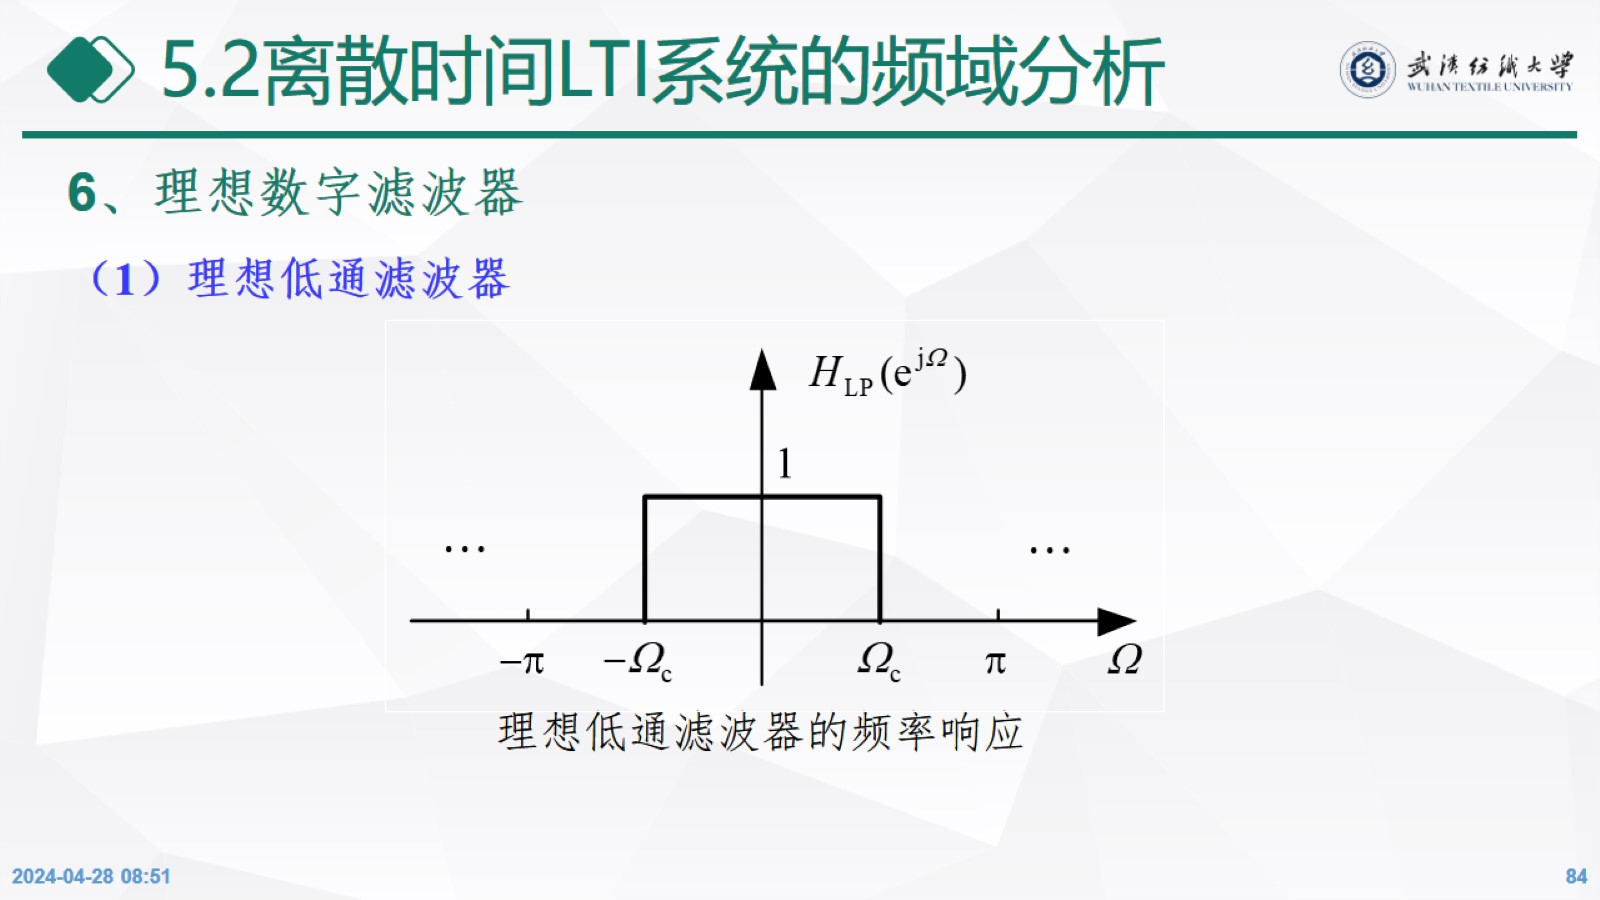 5.2离散时间LTI系统的频域分析
武汉纺织大学
WUHAN TEXTILE UNIVERSITY
6、理想数字滤波器
（1）理想低通滤波器
H_LP(e^jΩ)
1
… …
−π −Ωc Ωc π Ω
理想低通滤波器的频率响应
2024-04-28 08:51
84